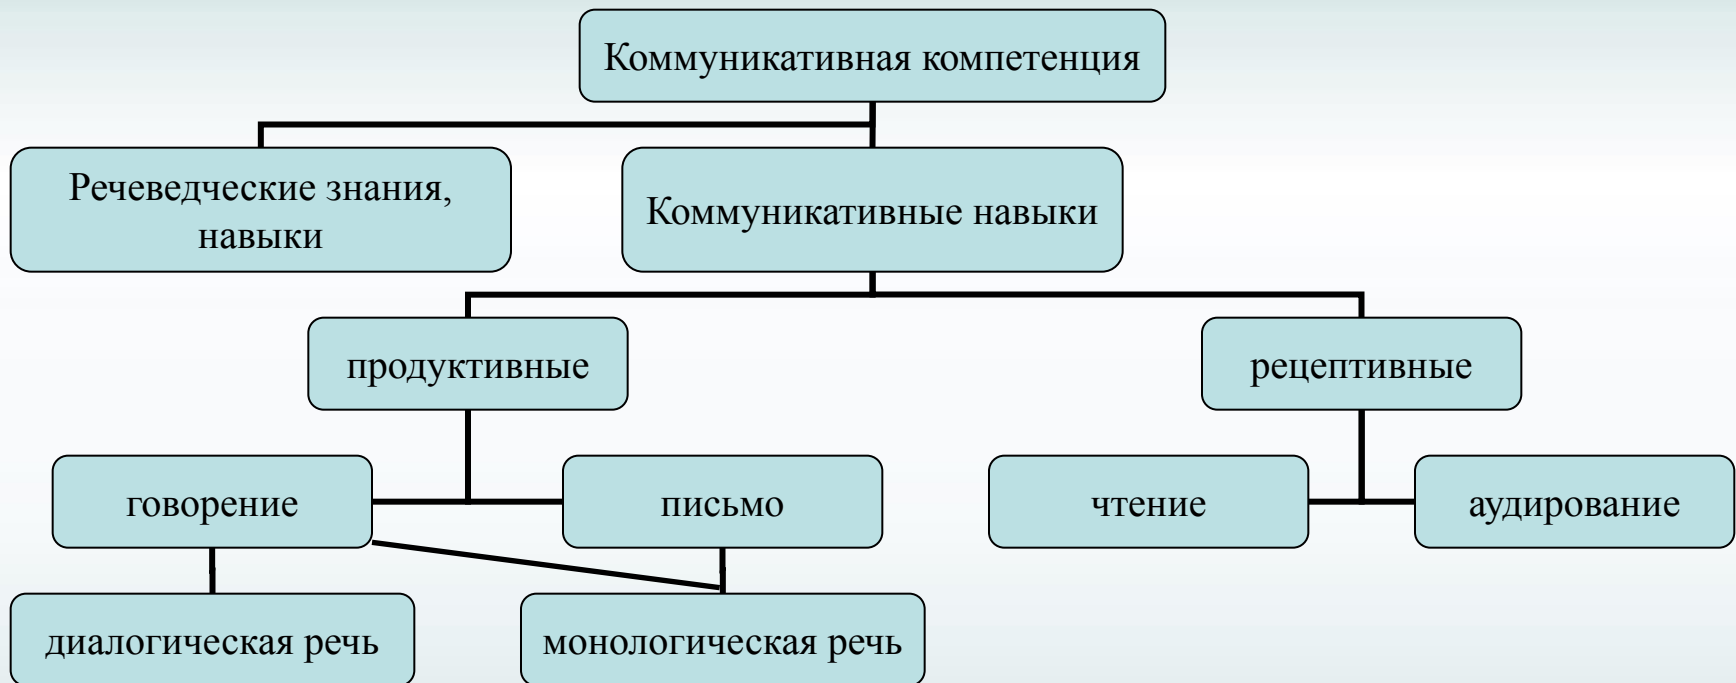 Коммуникативная компетенция
Речеведческие знания,
навыки
Коммуникативные навыки
продуктивные
рецептивные
говорение
письмо
чтение
аудирование
диалогическая речь
монологическая речь